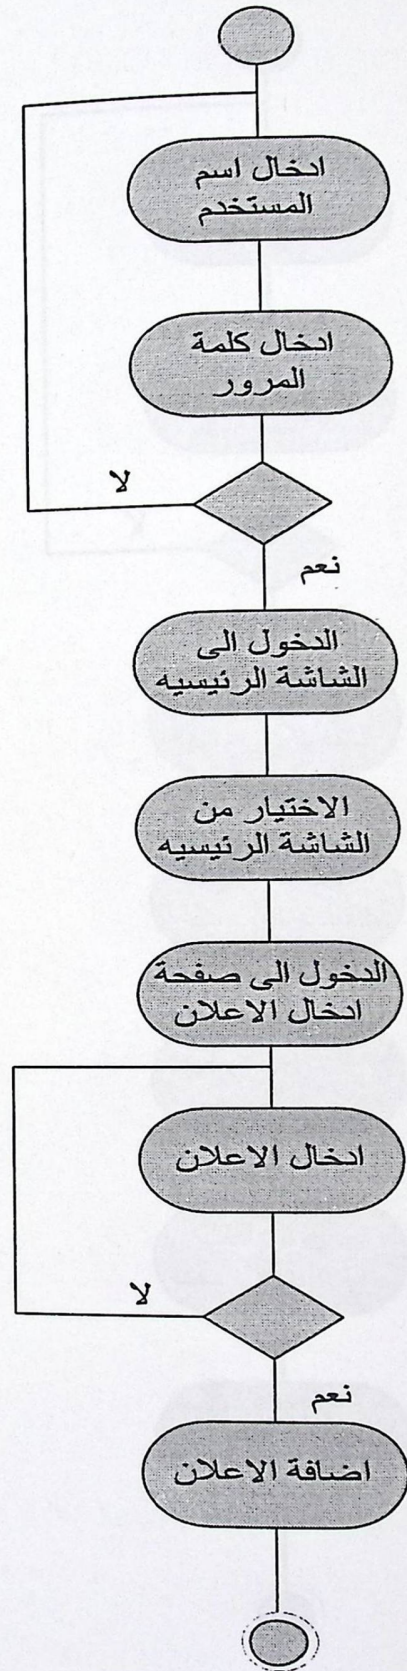 ادخال اسم
المستخدم
ادخال كلمة
المرور
لا
نعم
الدخول الى
الشاشة الرئيسيه
الاختيار من
الشاشة الرئيسيه
الدخول الى صفحة
ادخال الاعلان
ادخال الاعلان
لا
نعم
اضافة الاعلان